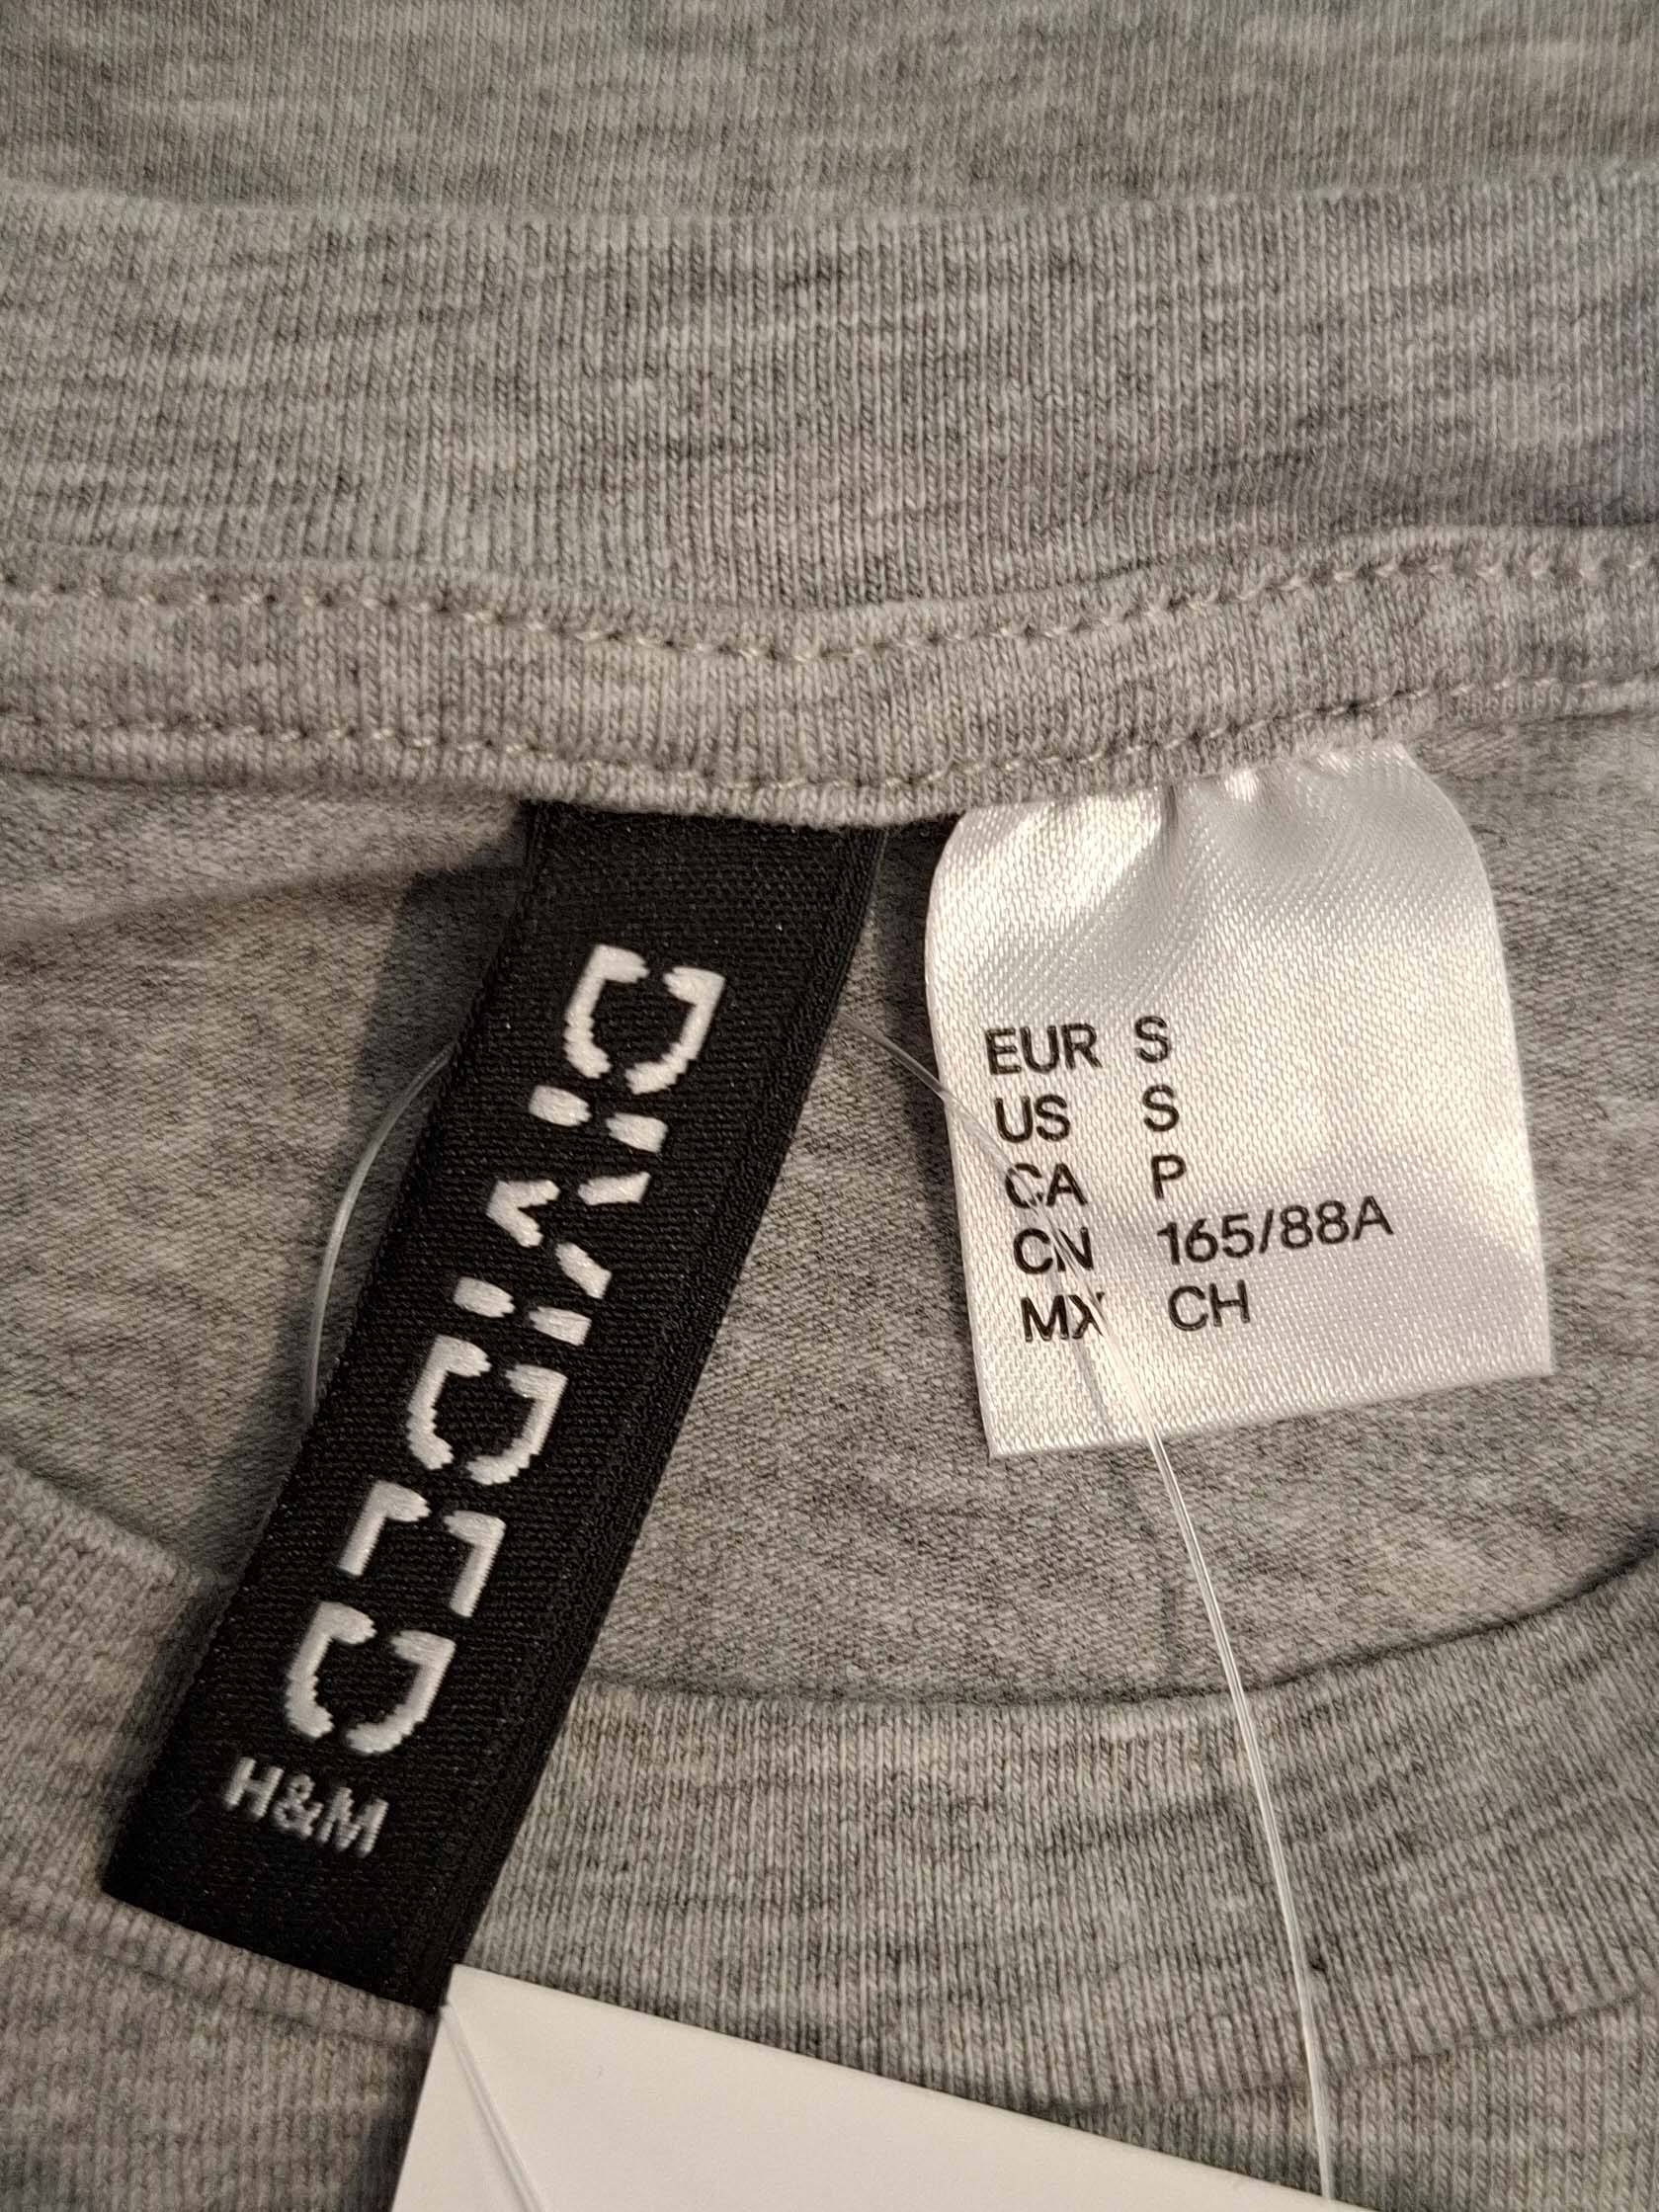 DIVIDED
H&M
EUR S
US S
CA P
CN 165/88A
MX CH